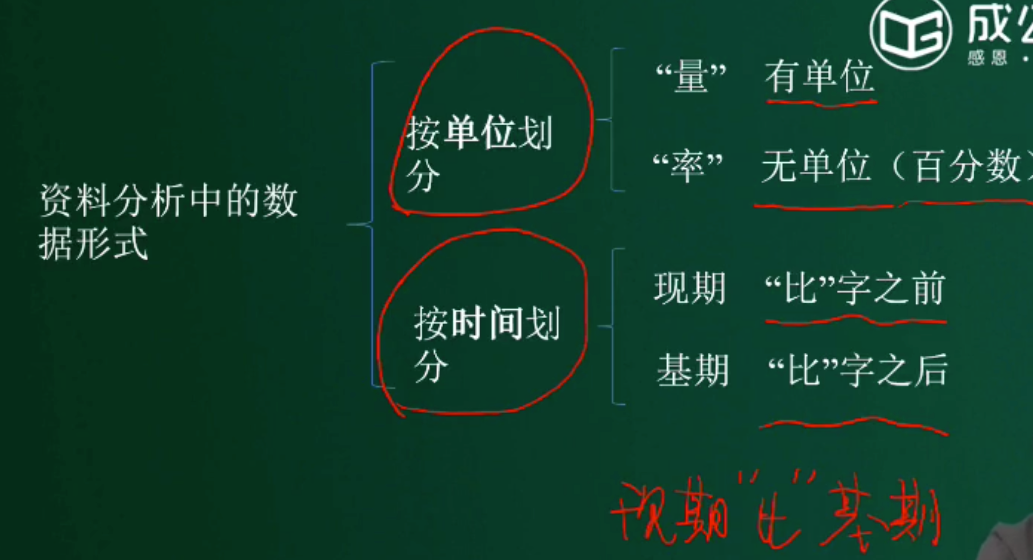 成公
感恩·
“量” 有单位
按单位划
分
“率” 无单位（百分数）
资料分析中的数
据形式
现期 “比”字之前
按时间划
分
基期 “比”字之后
现期“比”基期